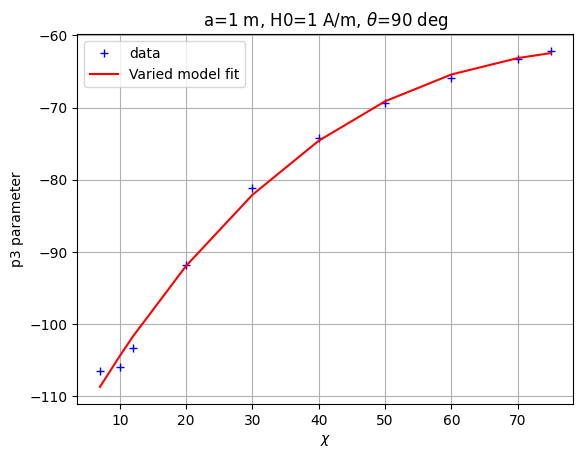 a=1 m, H0=1 A/m, θ=90 deg
data
Varied model fit
−60
−70
−80
−90
−100
−110
p3 parameter
10 20 30 40 50 60 70
χ